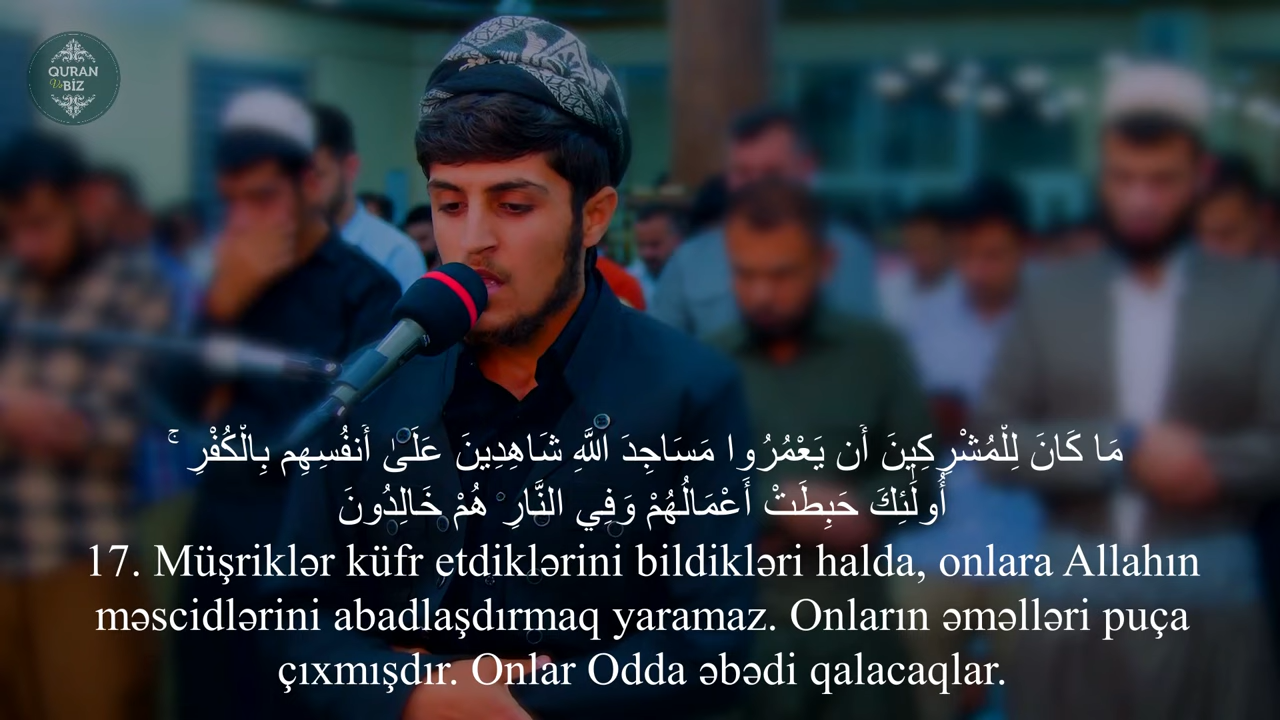 QURAN
Və BİZ
مَا كَانَ لِلْمُشْرِكِينَ أَن يَعْمُرُوا مَسَاجِدَ اللَّهِ شَاهِدِينَ عَلَىٰ أَنفُسِهِم بِالْكُفْرِ ۚ
أُولَٰئِكَ حَبِطَتْ أَعْمَالُهُمْ وَفِي النَّارِ هُمْ خَالِدُونَ
17. Müşriklər küfr etdiklərini bildikləri halda, onlara Allahın
məscidlərini abadlaşdırmaq yaramaz. Onların əməlləri puça
çıxmışdır. Onlar Odda əbədi qalacaqlar.